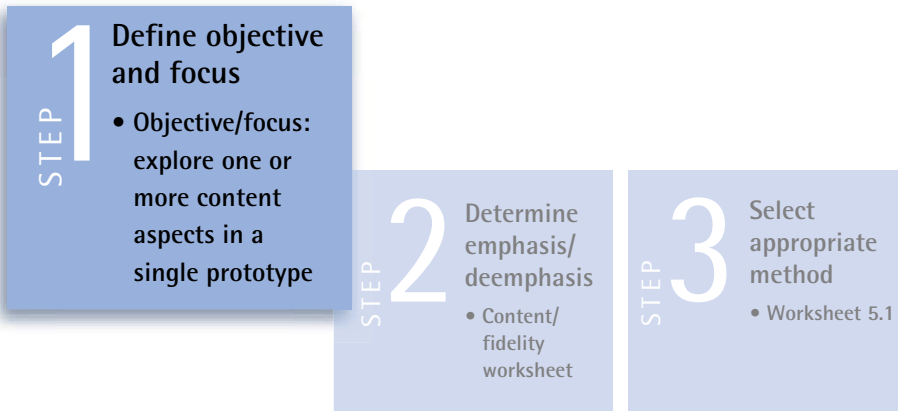 STEP 1
Define objective
and focus
• Objective/focus:
explore one or
more content
aspects in a
single prototype
STEP 2
Determine
emphasis/
deemphasis
• Content/
fidelity
worksheet
STEP 3
Select
appropriate
method
• Worksheet 5.1